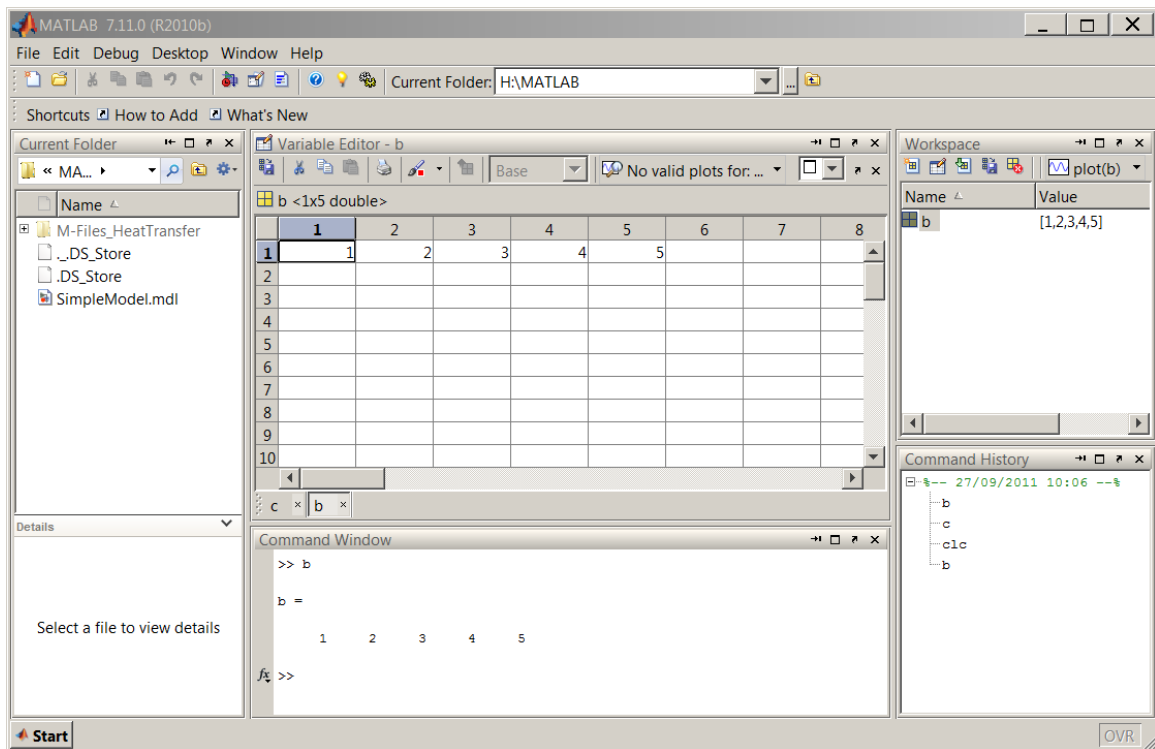 MATLAB 7.11.0 (R2010b)
File Edit Debug Desktop Window Help
Current Folder: H:\MATLAB ...
Shortcuts How to Add What's New
Current Folder
« MA...
Name
M-Files_HeatTransfer
._.DS_Store
.DS_Store
SimpleModel.mdl
Details
Select a file to view details
Variable Editor - b
Base No valid plots for: ...
b <1x5 double>
1 2 3 4 5 6 7 8
1 1 2 3 4 5
2
3
4
5
6
7
8
9
10
c b
Command Window
>> b
b =
1 2 3 4 5
fx >>
Workspace
plot(b)
Name Value
b [1,2,3,4,5]
Command History
%-- 27/09/2011 10:06 --%
b
c
clc
b
Start
OVR